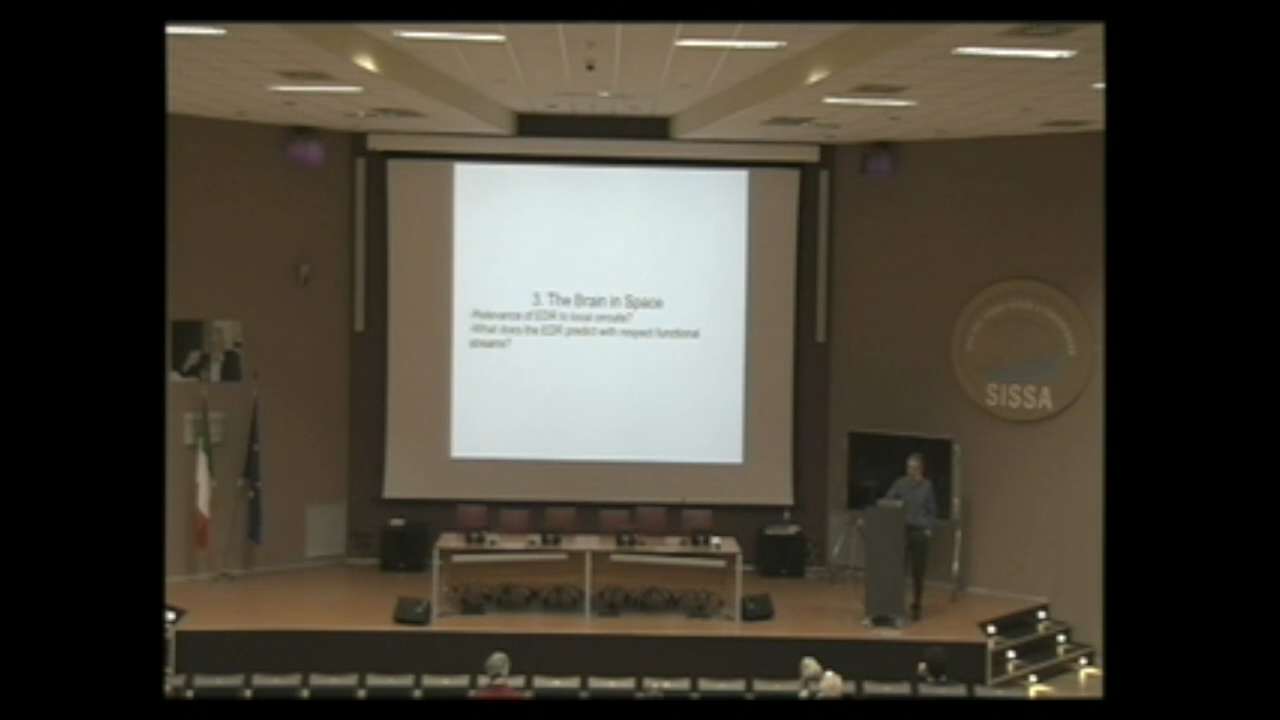 3. The Brain in Space
-Relevance of EDR to local circuits?
-What does the EDR predict with respect functional
streams?
SISSA